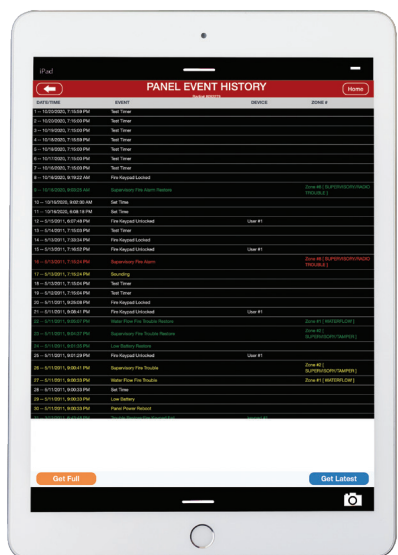 iPad
PANEL EVENT HISTORY
Home
DATE/TIME EVENT DEVICE ZONE #
1 -- 10/20/2020, 7:15:59 PM Test Timer
2 -- 10/20/2020, 7:15:00 PM Test Timer
3 -- 10/19/2020, 7:15:00 PM Test Timer
4 -- 10/18/2020, 7:15:59 PM Test Timer
5 -- 10/18/2020, 7:15:00 PM Test Timer
6 -- 10/17/2020, 7:15:00 PM Test Timer
7 -- 10/16/2020, 7:15:00 PM Test Timer
8 -- 10/16/2020, 9:19:22 AM Fire Keypad Locked
9 -- 10/16/2020, 9:03:25 AM Supervisory Fire Alarm Restore Zone #6 [ SUPERVISORY/RADIO
TROUBLE ]
10 -- 10/16/2020, 9:02:00 AM Set Time
11 -- 10/16/2020, 6:08:19 PM Set Time
12 -- 5/15/2011, 6:07:48 PM Fire Keypad Unlocked User #1
13 -- 5/14/2011, 7:15:03 PM Test Timer
14 -- 5/13/2011, 7:33:24 PM Fire Keypad Locked
15 -- 5/13/2011, 7:16:02 PM Fire Keypad Unlocked User #1
16 -- 5/13/2011, 7:15:24 PM Supervisory Fire Alarm Zone #6 [ SUPERVISORY/RADIO
TROUBLE ]
17 -- 5/13/2011, 7:15:24 PM Sounding
18 -- 5/13/2011, 7:15:04 PM Test Timer
19 -- 5/12/2011, 7:15:04 PM Test Timer
20 -- 5/11/2011, 9:25:08 PM Fire Keypad Locked
21 -- 5/11/2011, 9:08:41 PM Fire Keypad Unlocked User #1
22 -- 5/11/2011, 9:05:07 PM Water Flow Fire Trouble Restore Zone #1 [ WATERFLOW ]
23 -- 5/11/2011, 9:04:37 PM Supervisory Fire Trouble Restore Zone #2 [
SUPERVISORY/TAMPER ]
24 -- 5/11/2011, 9:01:35 PM Low Battery Restore
25 -- 5/11/2011, 9:01:29 PM Fire Keypad Unlocked User #1
26 -- 5/11/2011, 9:00:41 PM Supervisory Fire Trouble Zone #2 [
SUPERVISORY/TAMPER ]
27 -- 5/11/2011, 9:00:33 PM Water Flow Fire Trouble Zone #1 [ WATERFLOW ]
28 -- 5/11/2011, 9:00:33 PM Set Time
29 -- 5/11/2011, 9:00:33 PM Low Battery
30 -- 5/11/2011, 9:00:33 PM Panel Power Reboot
Get Full Get Latest